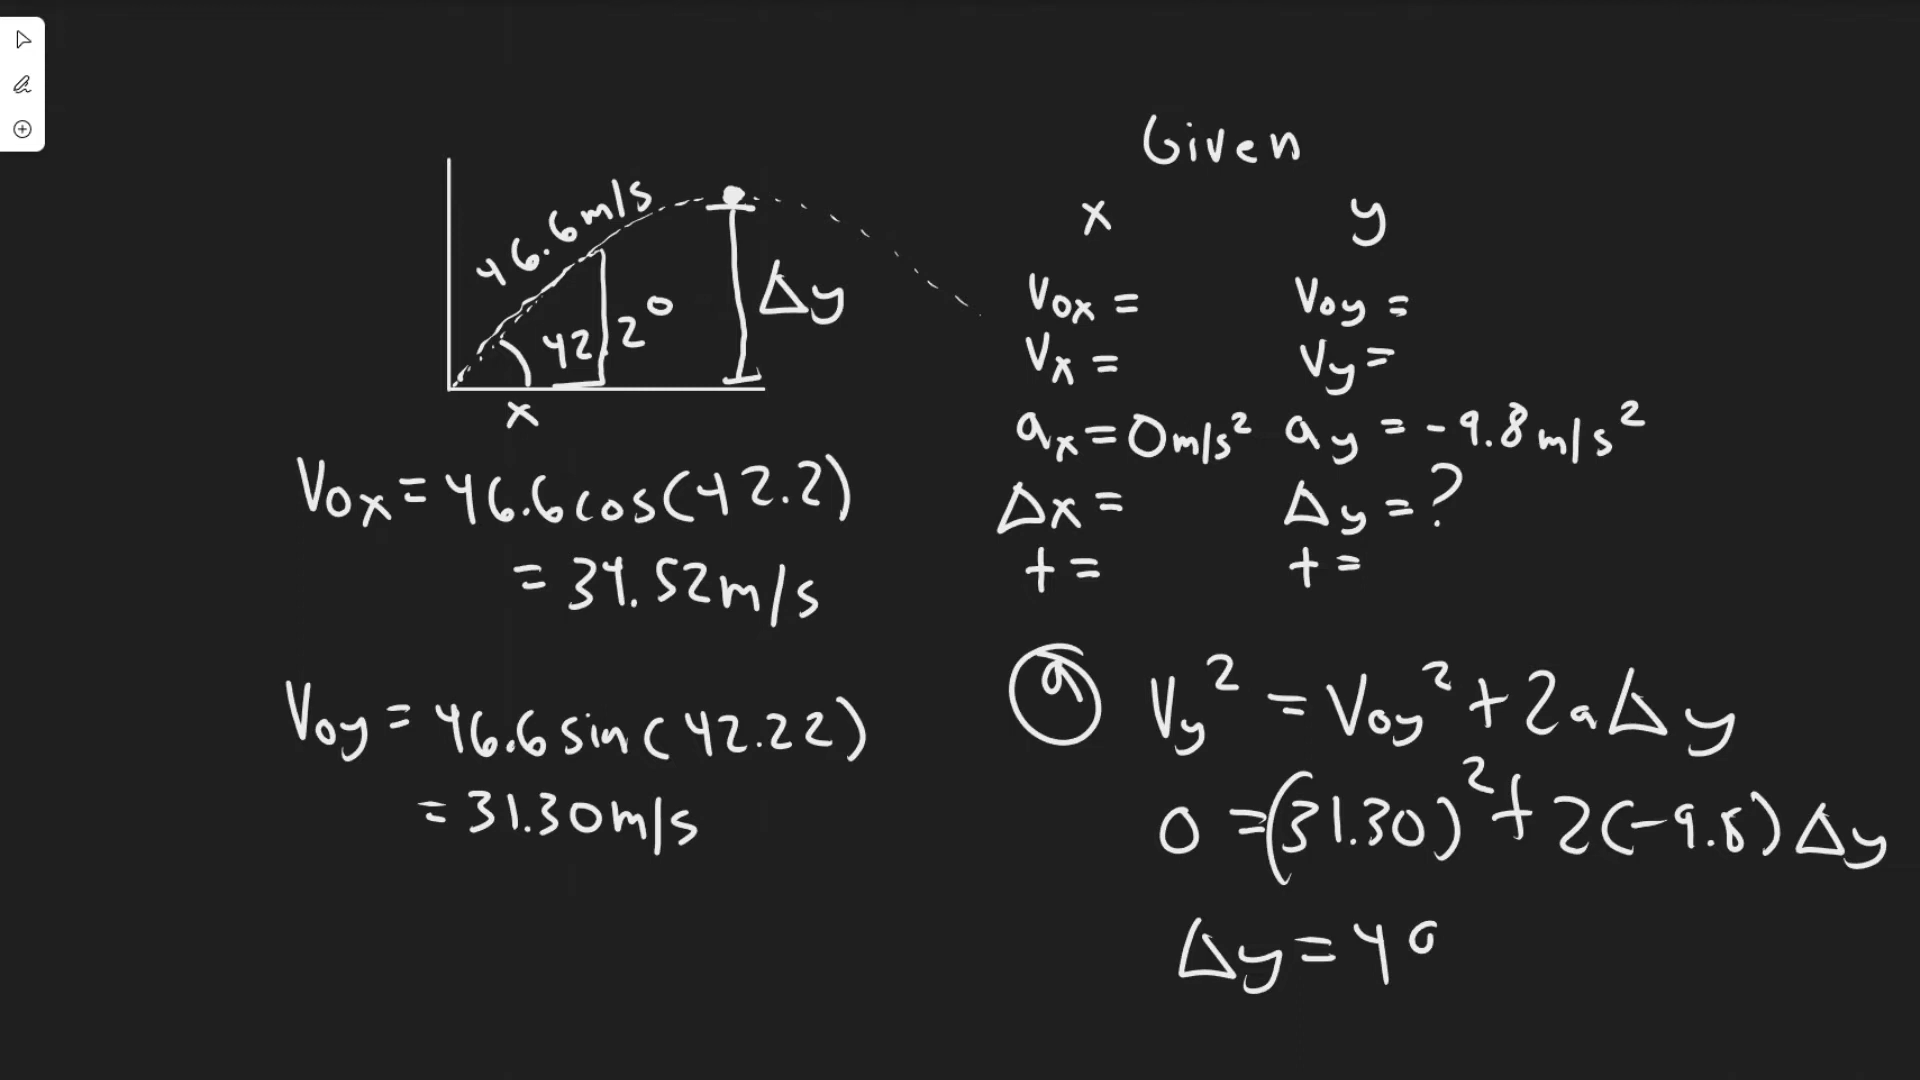 46.6m/s
42.2°
Δy
x
Vox = 46.6cos(42.2)
= 34.52m/s
Voy = 46.6sin(42.22)
= 31.30m/s
Given
x y
Vox = Voy =
Vx = Vy =
ax = 0m/s² ay = -9.8m/s²
Δx = Δy = ?
t = t =
a Vy² = Voy² + 2aΔy
0 = (31.30)² + 2(-9.8)Δy
Δy = 4